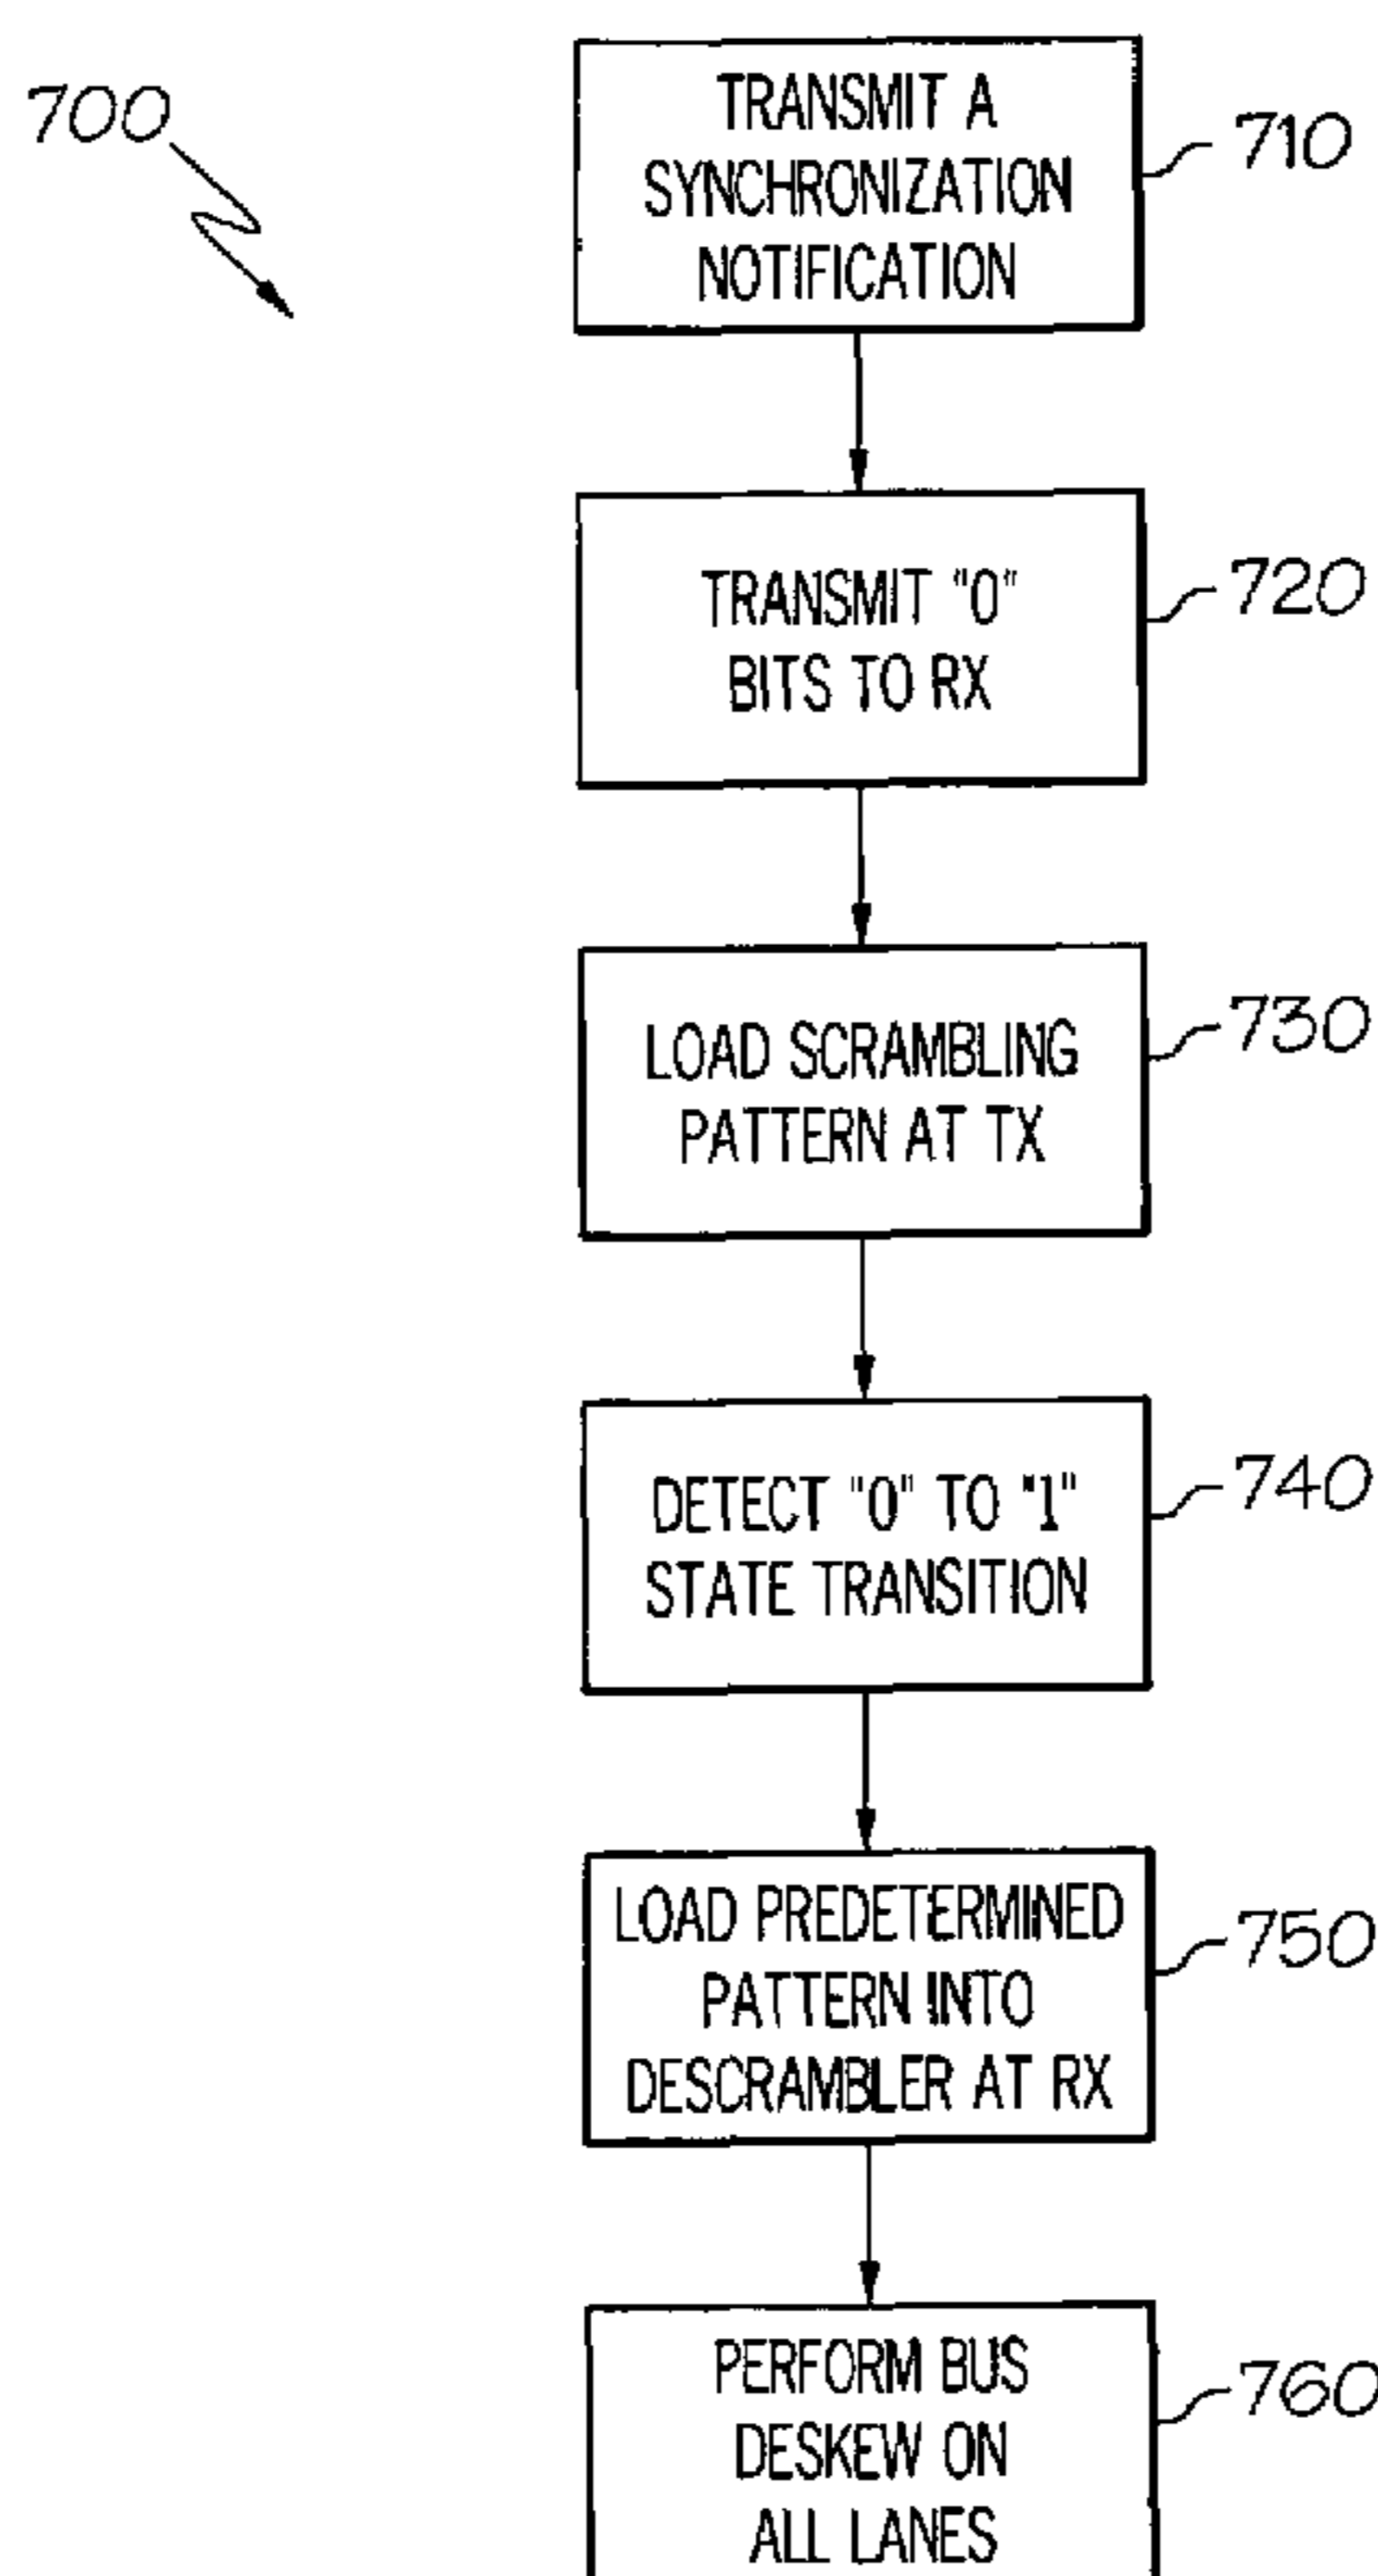 700
TRANSMIT A
SYNCHRONIZATION
NOTIFICATION
710
TRANSMIT "0"
BITS TO RX
720
LOAD SCRAMBLING
PATTERN AT TX
730
DETECT "0" TO "1"
STATE TRANSITION
740
LOAD PREDETERMINED
PATTERN INTO
DESCRAMBLER AT RX
750
PERFORM BUS
DESKEW ON
ALL LANES
760